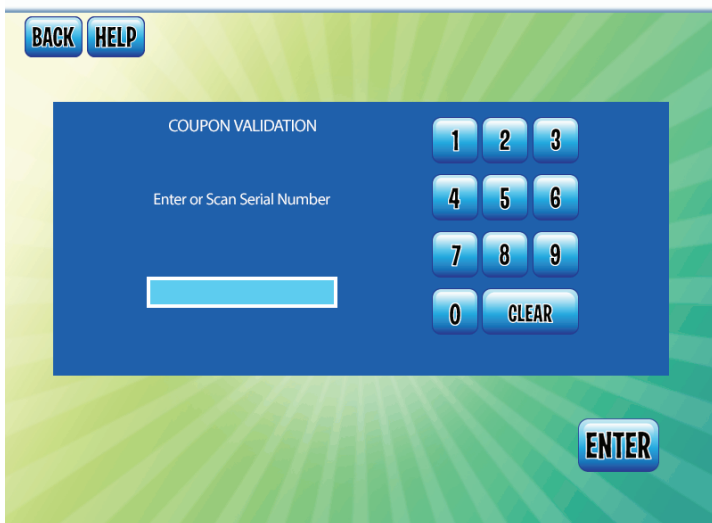 BACK HELP
COUPON VALIDATION
Enter or Scan Serial Number
1 2 3
4 5 6
7 8 9
0 CLEAR
ENTER